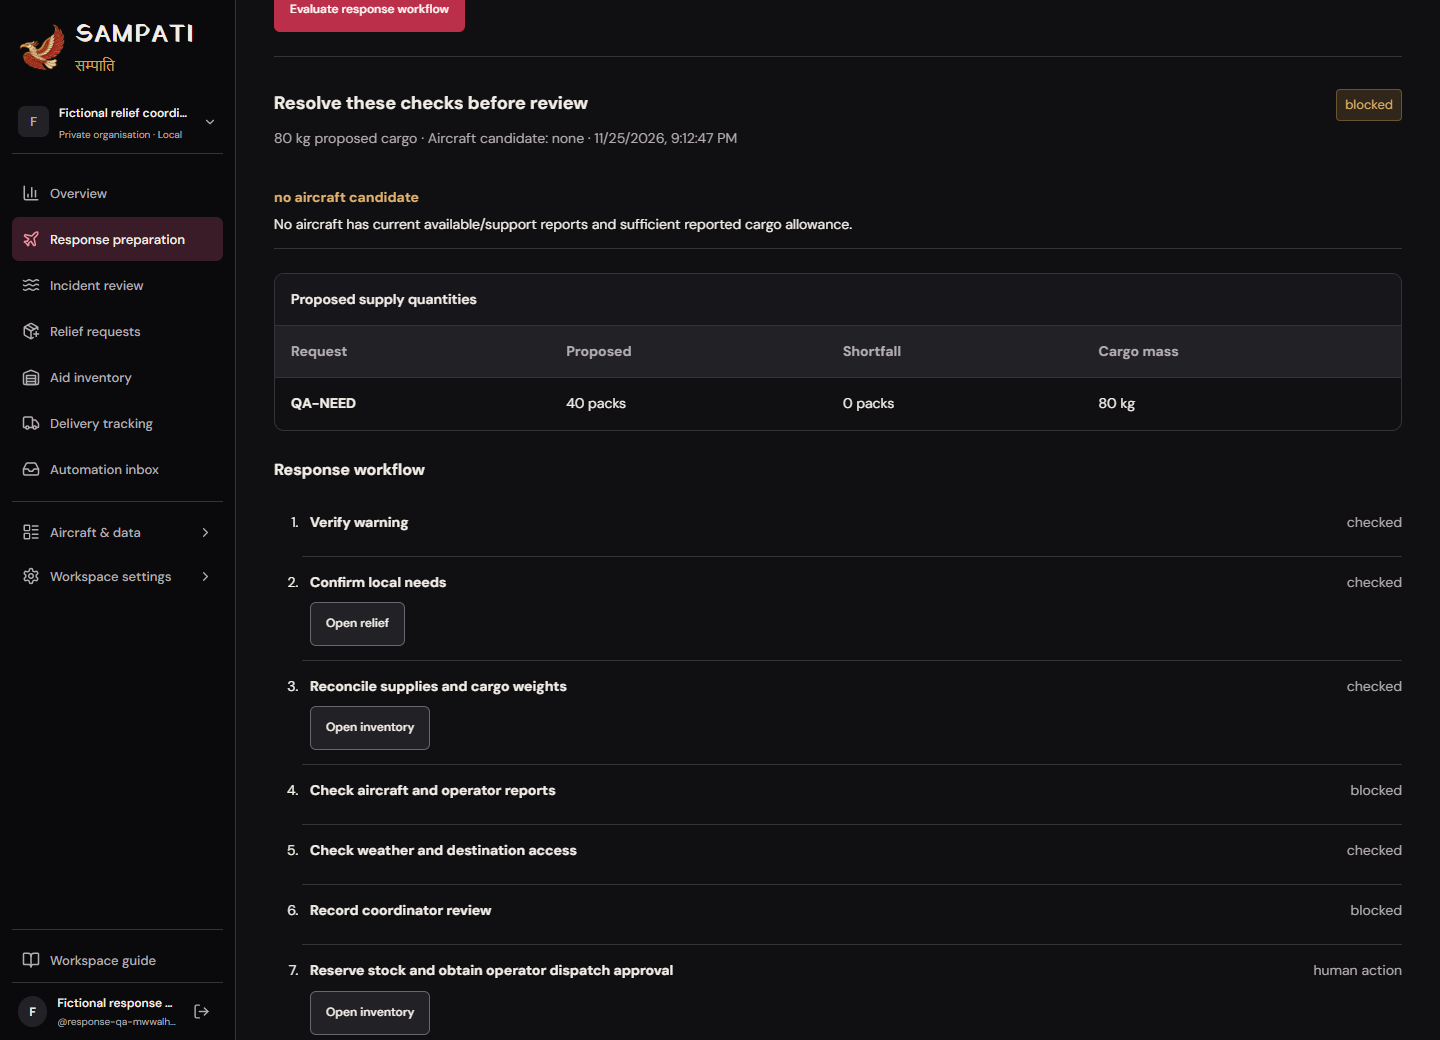 SAMPATI
सम्पाति
F
Fictional relief coordi...
Private organisation · Local
Overview
Response preparation
Incident review
Relief requests
Aid inventory
Delivery tracking
Automation inbox
Aircraft & data
Workspace settings
Workspace guide
F
Fictional response ...
@response-qa-mwwalh...
Evaluate response workflow
Resolve these checks before review
blocked
80 kg proposed cargo · Aircraft candidate: none · 11/25/2026, 9:12:47 PM
no aircraft candidate
No aircraft has current available/support reports and sufficient reported cargo allowance.
Proposed supply quantities
Request Proposed Shortfall Cargo mass
QA-NEED 40 packs 0 packs 80 kg
Response workflow
1. Verify warning checked
2. Confirm local needs checked
Open relief
3. Reconcile supplies and cargo weights checked
Open inventory
4. Check aircraft and operator reports blocked
5. Check weather and destination access checked
6. Record coordinator review blocked
7. Reserve stock and obtain operator dispatch approval human action
Open inventory